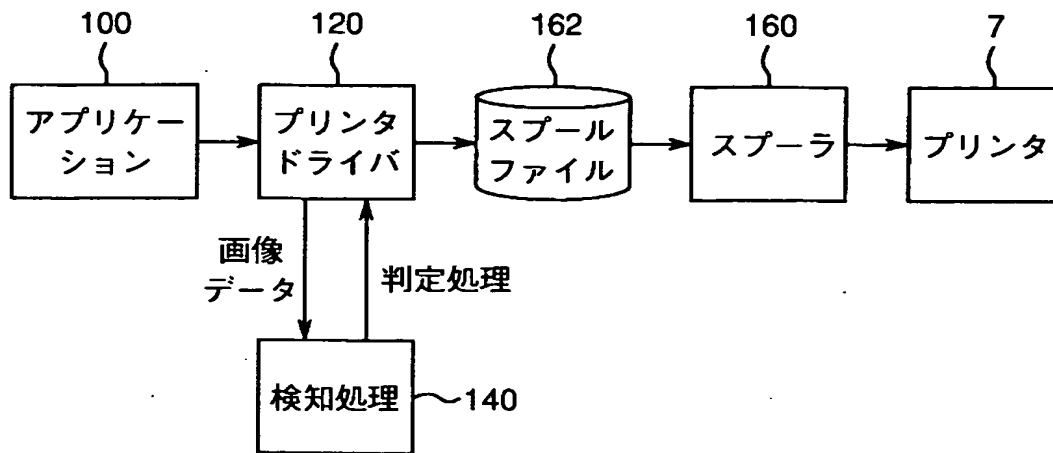 100
120
162
160
7
アプリケー
ション
プリンタ
ドライバ
スプール
ファイル
スプーラ
プリンタ
画像
データ
判定処理
検知処理
140